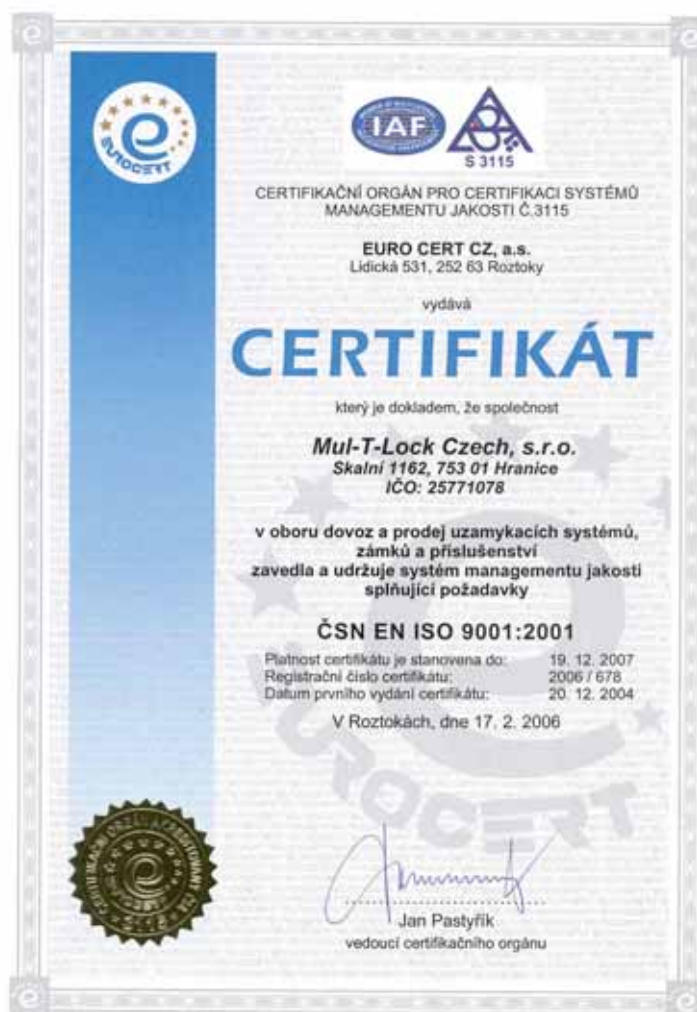 EUROCERT
IAF
S 3115
CERTIFIKAČNÍ ORGÁN PRO CERTIFIKACI SYSTÉMŮ
MANAGEMENTU JAKOSTI Č.3115
EURO CERT CZ, a.s.
Lidická 531, 252 63 Roztoky
vydává
CERTIFIKÁT
který je dokladem, že společnost
Mul-T-Lock Czech, s.r.o.
Skalní 1162, 753 01 Hranice
IČO: 25771078
v oboru dovoz a prodej uzamykacích systémů,
zámků a příslušenství
zavedla a udržuje systém managementu jakosti
splňující požadavky
ČSN EN ISO 9001:2001
Platnost certifikátu je stanovena do: 19. 12. 2007
Registrační číslo certifikátu: 2006 / 678
Datum prvního vydání certifikátu: 20. 12. 2004
V Roztokách, dne 17. 2. 2006
EUROCERT
Jan Pastyřík
vedoucí certifikačního orgánu